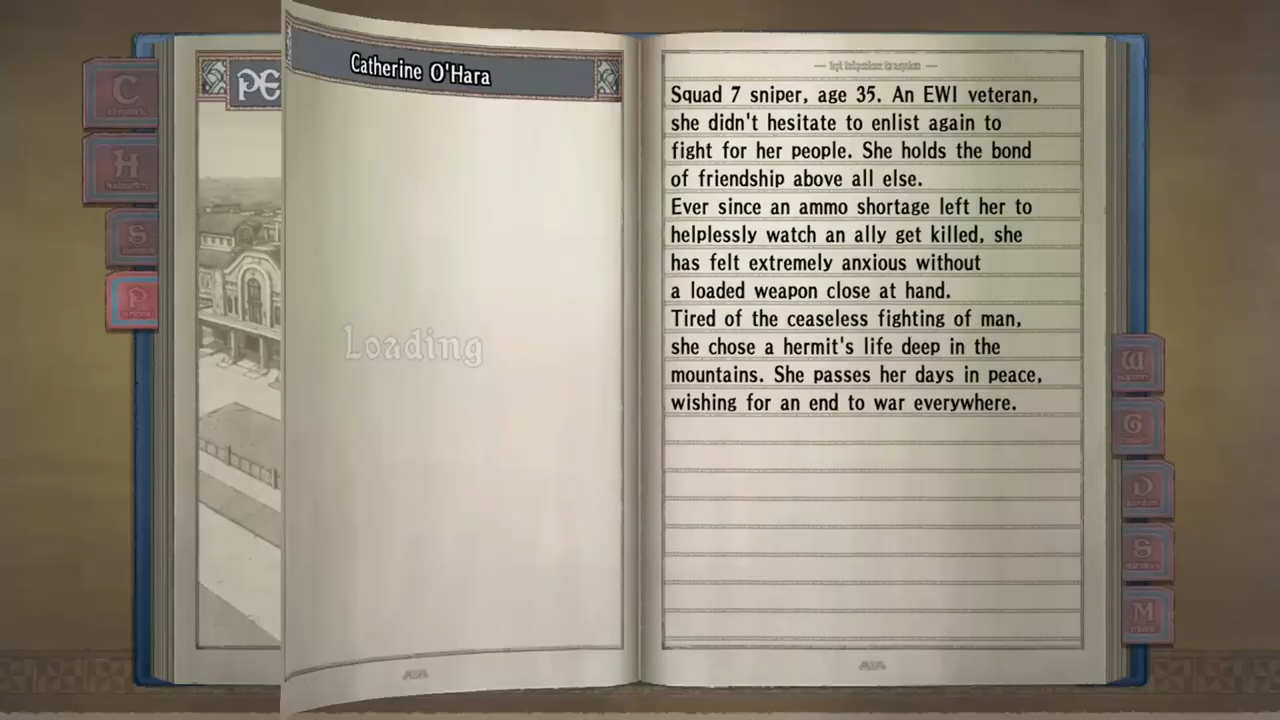 C
H
S
P
PE
Catherine O'Hara
Loading
Squad 7 sniper, age 35. An EWI veteran,
she didn't hesitate to enlist again to
fight for her people. She holds the bond
of friendship above all else.
Ever since an ammo shortage left her to
helplessly watch an ally get killed, she
has felt extremely anxious without
a loaded weapon close at hand.
Tired of the ceaseless fighting of man,
she chose a hermit's life deep in the
mountains. She passes her days in peace,
wishing for an end to war everywhere.
W
G
D
S
M